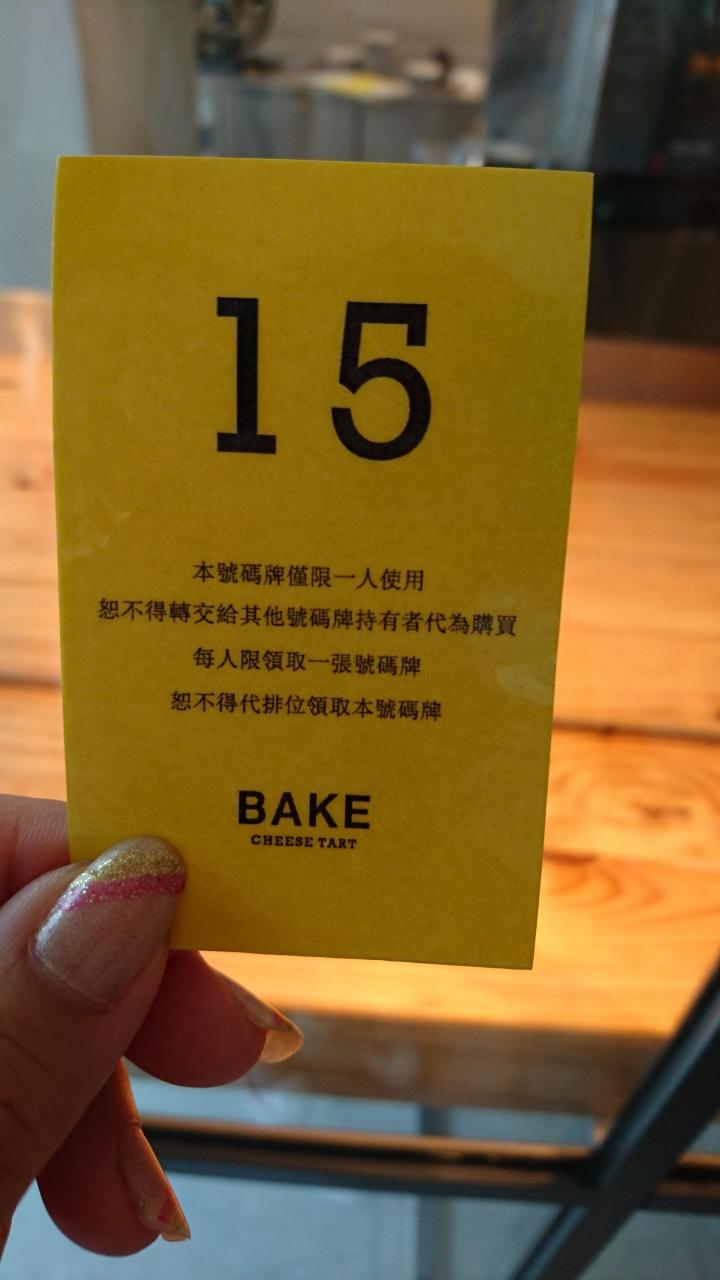 15
本號碼牌僅限一人使用
恕不得轉交給其他號碼牌持有者代為購買
每人限領取一張號碼牌
恕不得代排位領取本號碼牌
BAKE
CHEESE TART